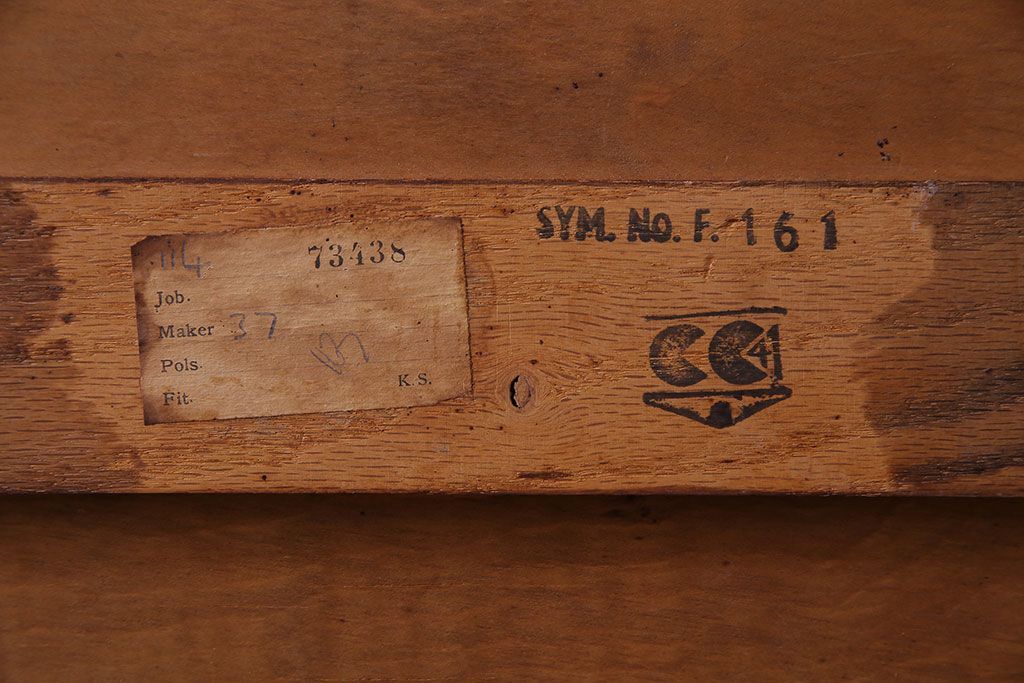 114 73438
Job.
Maker 37
Pols.
K.S.
Fit.
SYM. NO. F. 161
CC41